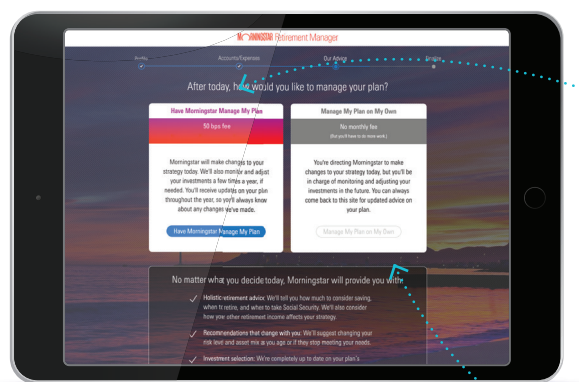 MORNINGSTAR Retirement Manager
Profile Accounts/Expenses Our Advice
After today, how would you like to manage your plan?
Have Morningstar Manage My Plan
50 bps fee
Morningstar will make changes to your
strategy today. We'll also monitor and adjust
your investments a few times a year, if
needed. You'll receive updates on your plan
throughout the year, so you'll always know
about any changes we've made.
Have Morningstar Manage My Plan
Manage My Plan on My Own
No monthly fee
(But you'll have to do more work.)
You're directing Morningstar to make
changes to your strategy today, but you'll be
in charge of monitoring and adjusting your
investments in the future. You can always
come back to this site for updated advice on
your plan.
Manage My Plan on My Own
No matter what you decide today, Morningstar will provide you with:
Holistic retirement advice: We'll tell you how much to consider saving,
when to retire, and when to take Social Security. We'll also consider
how your other retirement income affects your strategy.
Recommendations that change with you: We'll suggest changing your
risk level and asset mix as you age or if they stop meeting your needs.
Investment selection: We're completely up to date on your plan's